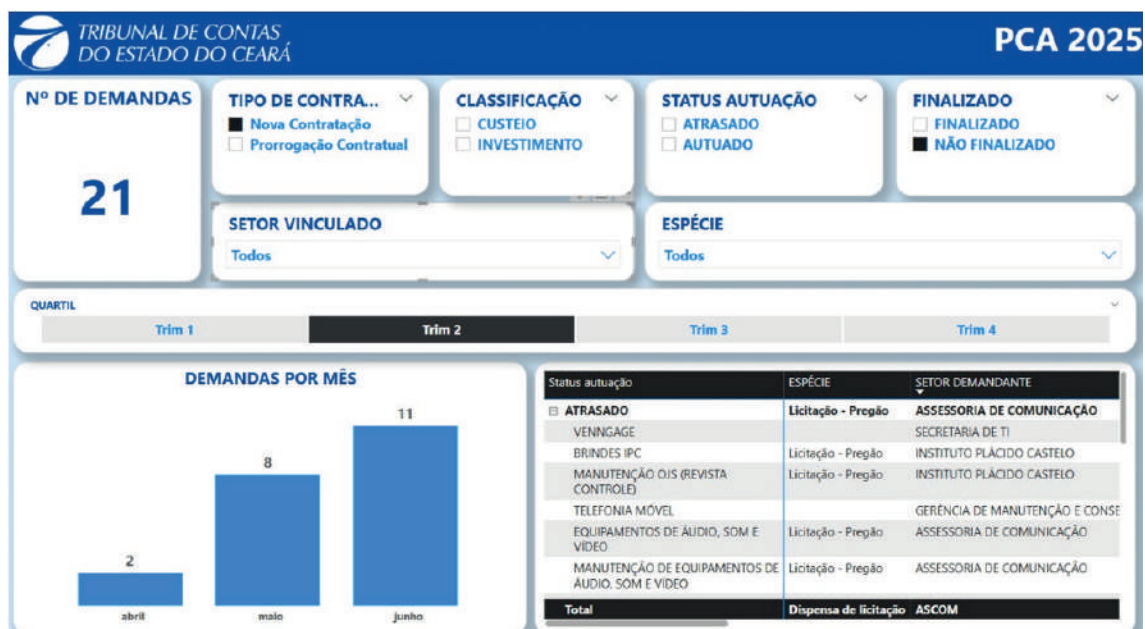 TRIBUNAL DE CONTAS
DO ESTADO DO CEARÁ
PCA 2025
Nº DE DEMANDAS
21
TIPO DE CONTRA...
Nova Contratação
Prorrogação Contratual
CLASSIFICAÇÃO
CUSTEIO
INVESTIMENTO
STATUS AUTUAÇÃO
ATRASADO
AUTUADO
FINALIZADO
FINALIZADO
NÃO FINALIZADO
SETOR VINCULADO
Todos
ESPÉCIE
Todos
QUARTIL
Trim 1 Trim 2 Trim 3 Trim 4
DEMANDAS POR MÊS
2 8 11
abril maio junho
Status autuação ESPÉCIE SETOR DEMANDANTE
ATRASADO Licitação - Pregão ASSESSORIA DE COMUNICAÇÃO
VENNGAGE SECRETARIA DE TI
BRINDES IPC Licitação - Pregão INSTITUTO PLÁCIDO CASTELO
MANUTENÇÃO OJS (REVISTA Licitação - Pregão INSTITUTO PLÁCIDO CASTELO
CONTROLE)
TELEFONIA MÓVEL GERÊNCIA DE MANUTENÇÃO E CONSE
EQUIPAMENTOS DE ÁUDIO, SOM E Licitação - Pregão ASSESSORIA DE COMUNICAÇÃO
VÍDEO
MANUTENÇÃO DE EQUIPAMENTOS DE Licitação - Pregão ASSESSORIA DE COMUNICAÇÃO
ÁUDIO, SOM E VÍDEO
Total Dispensa de licitação ASCOM